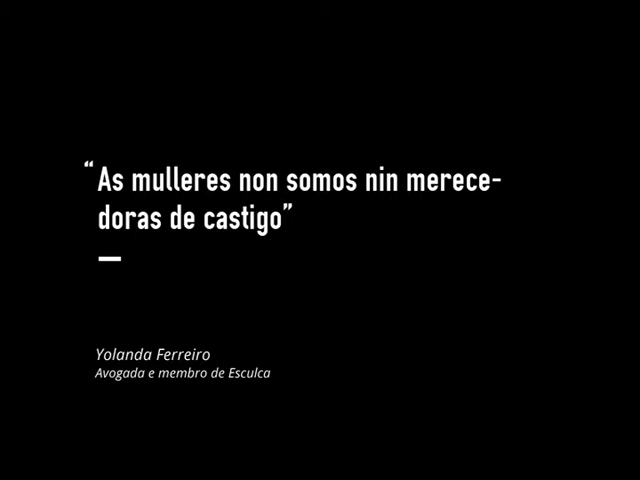 “As mulleres non somos nin merece-
doras de castigo”
Yolanda Ferreiro
Avogada e membro de Esculca